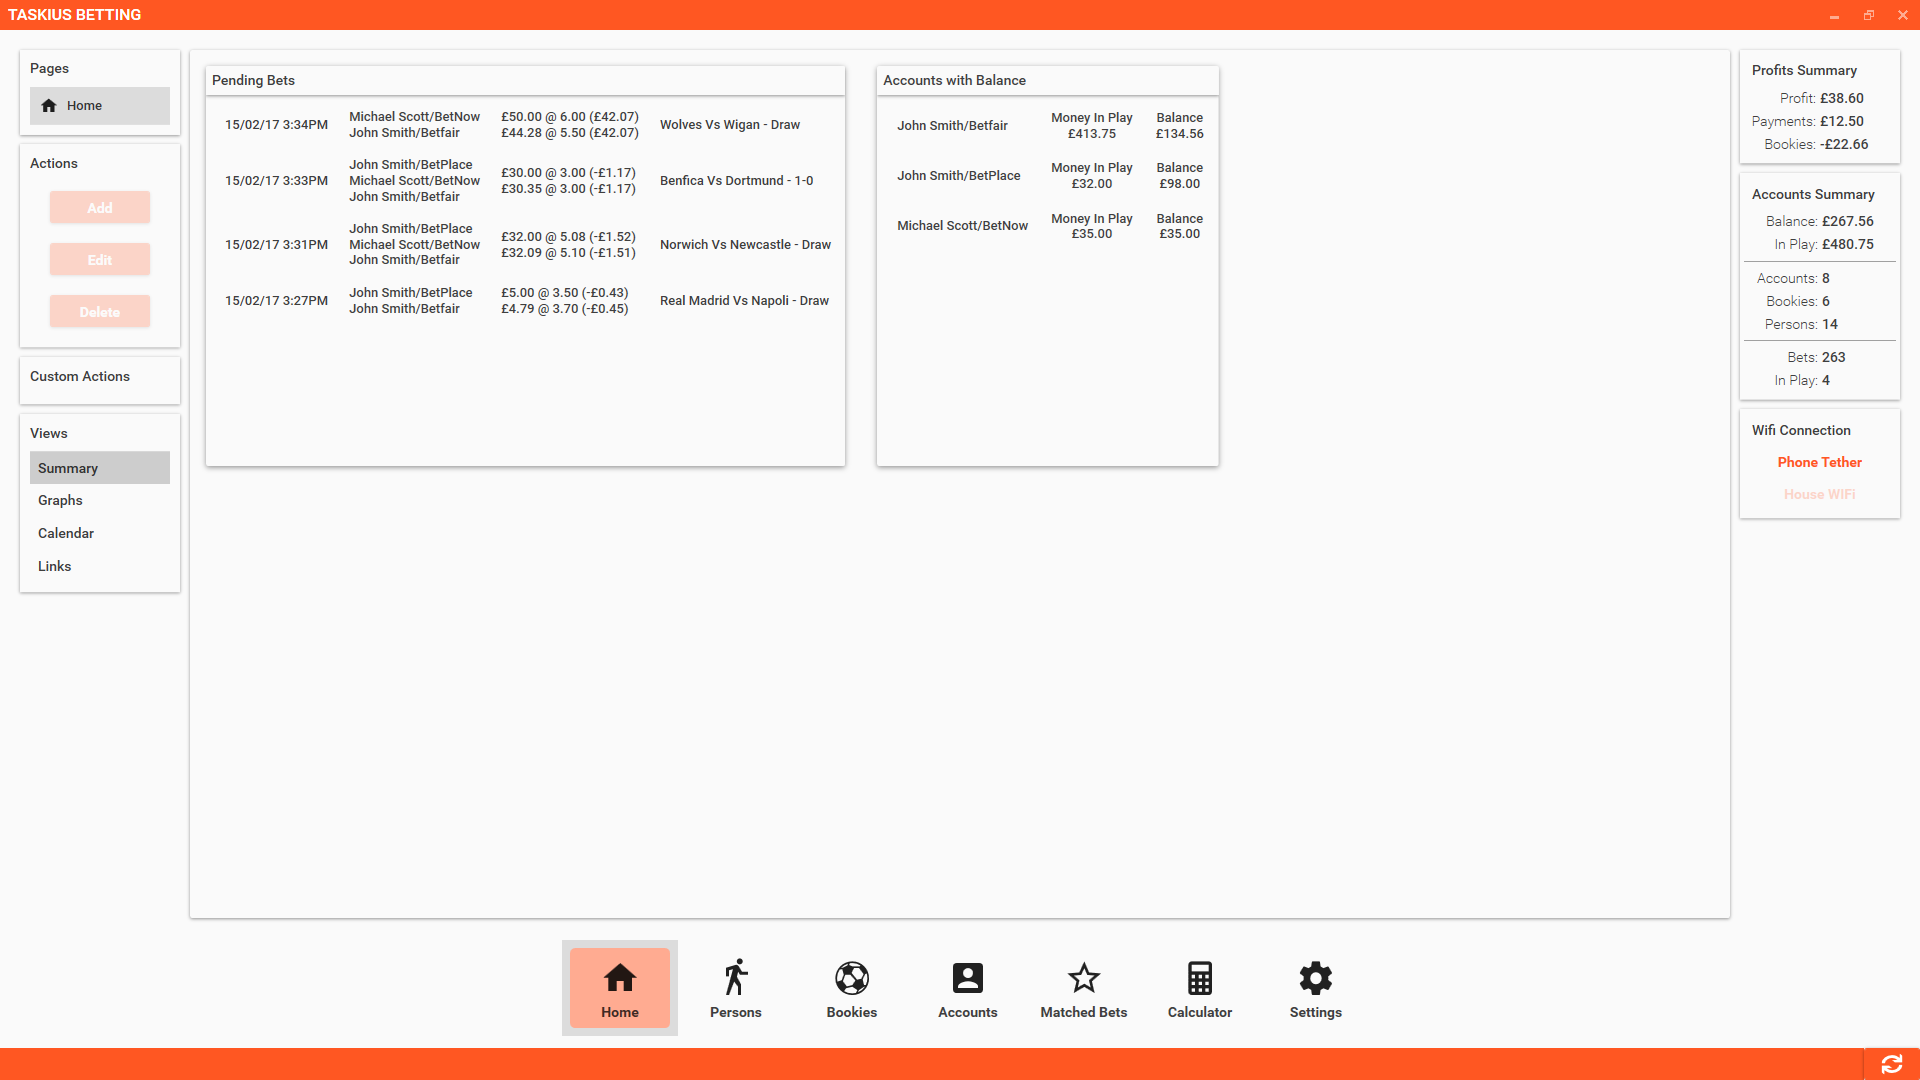 TASKIUS BETTING
Pages
Home
Actions
Add
Edit
Delete
Custom Actions
Views
Summary
Graphs
Calendar
Links
Pending Bets
15/02/17 3:34PM
Michael Scott/BetNow
John Smith/Betfair
£50.00 @ 6.00 (£42.07)
£44.28 @ 5.50 (£42.07)
Wolves Vs Wigan - Draw
15/02/17 3:33PM
John Smith/BetPlace
Michael Scott/BetNow
John Smith/Betfair
£30.00 @ 3.00 (-£1.17)
£30.35 @ 3.00 (-£1.17)
Benfica Vs Dortmund - 1-0
15/02/17 3:31PM
John Smith/BetPlace
Michael Scott/BetNow
John Smith/Betfair
£32.00 @ 5.08 (-£1.52)
£32.09 @ 5.10 (-£1.51)
Norwich Vs Newcastle - Draw
15/02/17 3:27PM
John Smith/BetPlace
John Smith/Betfair
£5.00 @ 3.50 (-£0.43)
£4.79 @ 3.70 (-£0.45)
Real Madrid Vs Napoli - Draw
Accounts with Balance
John Smith/Betfair
Money In Play
£413.75
Balance
£134.56
John Smith/BetPlace
Money In Play
£32.00
Balance
£98.00
Michael Scott/BetNow
Money In Play
£35.00
Balance
£35.00
Profits Summary
Profit: £38.60
Payments: £12.50
Bookies: -£22.66
Accounts Summary
Balance: £267.56
In Play: £480.75
Accounts: 8
Bookies: 6
Persons: 14
Bets: 263
In Play: 4
Wifi Connection
Phone Tether
House WIFi
Home
Persons
Bookies
Accounts
Matched Bets
Calculator
Settings